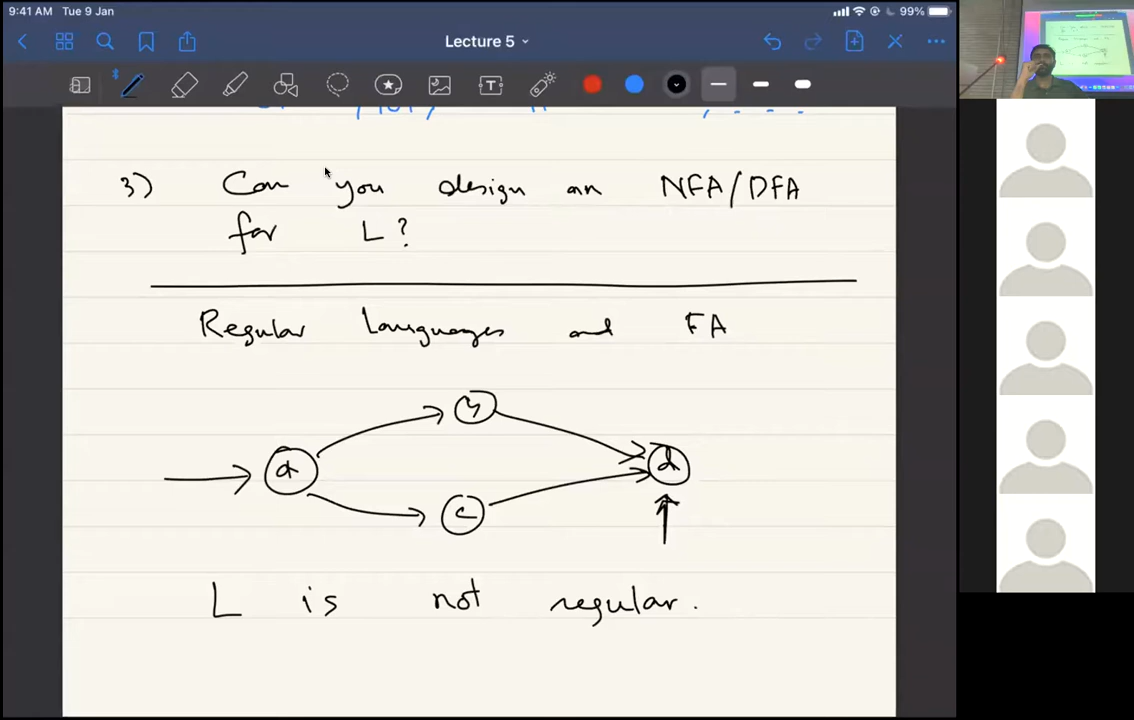 9:41 AM Tue 9 Jan
99%
Lecture 5
3) Can you design an NFA/DFA
for L?
Regular Languages and FA
a
b
d
c
L is not regular.